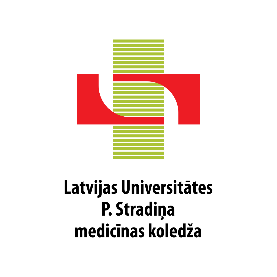 Latvijas Universitātes
P. Stradiņa
medicīnas koledža